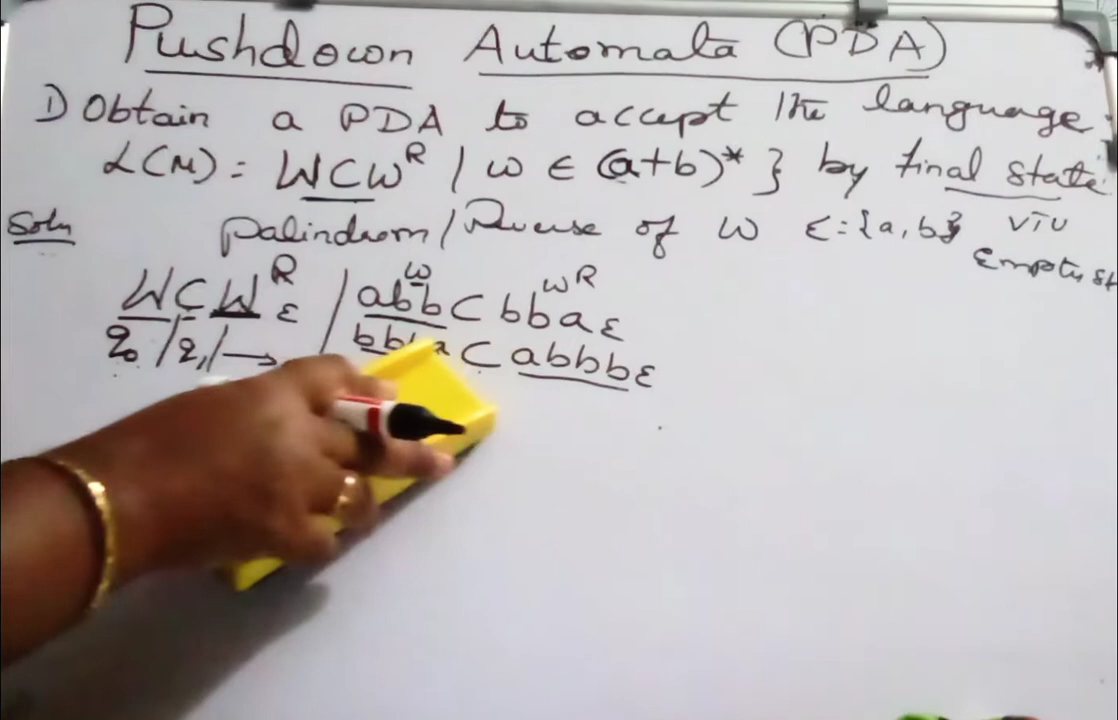 Pushdown Automata (PDA)
1) Obtain a PDA to accept the language
L(M) = WCW^R / w ∈ (a+b)* } by final state
Soln palindrom/Reverse of w Σ={a,b} VTU
Empty st
WCW^R ε / abb C bba ε
w w^R
q0 / q1 / → / C abbb ε